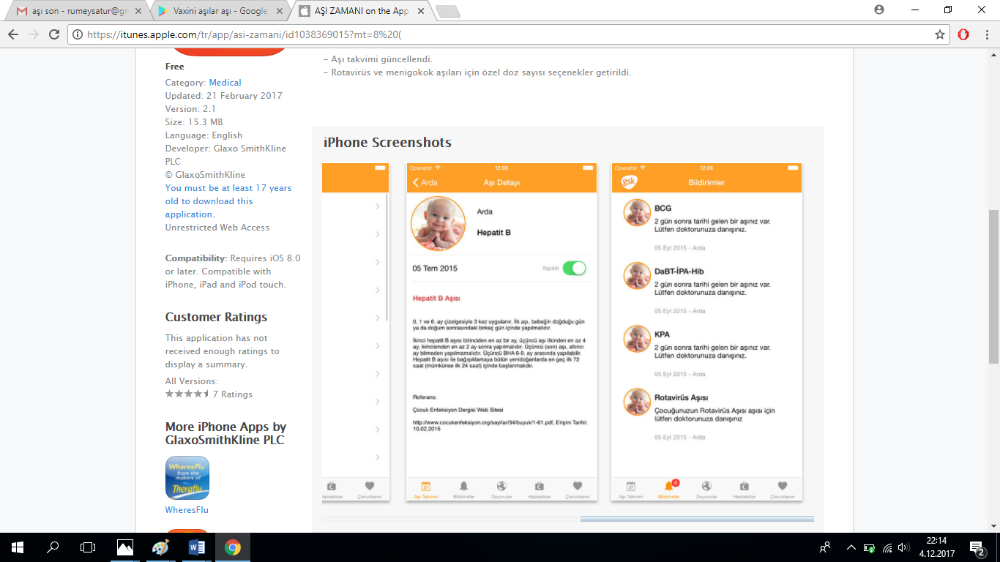 aşı son - rumeysatur@gm
Vaxini aşılar aşı - Google
AŞI ZAMANI on the App
https://itunes.apple.com/tr/app/asi-zamani/id1038369015?mt=8%20(
- Aşı takvimi güncellendi.
- Rotavirüs ve menigokok aşıları için özel doz sayısı seçenekler getirildi.
Free
Category: Medical
Updated: 21 February 2017
Version: 2.1
Size: 15.3 MB
Language: English
Developer: Glaxo SmithKline
PLC
© GlaxoSmithKline
You must be at least 17 years
old to download this
application.
Unrestricted Web Access
Compatibility: Requires iOS 8.0
or later. Compatible with
iPhone, iPad and iPod touch.
Customer Ratings
This application has not
received enough ratings to
display a summary.
All Versions:
7 Ratings
More iPhone Apps by
GlaxoSmithKline PLC
WheresFlu
from the
makers of
Theraflu
WheresFlu
iPhone Screenshots
Hastalıklar
Çocuklarım
Operatör
12:06
Arda
Aşı Detayı
Arda
Hepatit B
05 Tem 2015
Yapıldı
Hepatit B Aşısı
0, 1 ve 6. ay çizelgesiyle 3 kez uygulanır. İlk aşı, bebeğin doğduğu gün
ya da doğum sonrasındaki birkaç gün içinde yapılmalıdır.
İkinci hepatit B aşısı birinciden en az bir ay, üçüncü aşı ilkinden en az 4
ay, ikincisinden en az 2 ay sonra yapılmalıdır. Üçüncü (son) aşı, altıncı
ay bitmeden yapılmamalıdır. Üçüncü BHA 6-9. ay arasında yapılabilir.
Hepatit B aşısı ile bağışıklamaya bütün yenidoğanlarda en geç ilk 72
saat (mümkünse ilk 24 saat) içinde başlanmalıdır.
Referans:
Çocuk Enfeksiyon Dergisi Web Sitesi
http://www.cocukenfeksiyon.org/sayilar/34/buyuk/1-61.pdf, Erişim Tarihi:
10.02.2015
27
Aşı Takvimi
Bildirimler
Duyurular
Hastalıklar
Çocuklarım
Operatör
12:06
gsk
Bildirimler
BCG
2 gün sonra tarihi gelen bir aşınız var.
Lütfen doktorunuza danışınız.
05 Eyl 2015 - Arda
DaBT-İPA-Hib
2 gün sonra tarihi gelen bir aşınız var.
Lütfen doktorunuza danışınız.
05 Eyl 2015 - Arda
KPA
2 gün sonra tarihi gelen bir aşınız var.
Lütfen doktorunuza danışınız.
05 Eyl 2015 - Arda
Rotavirüs Aşısı
Çocuğunuzun Rotavirüs Aşısı aşısı için
lütfen doktorunuza danışınız
05 Eyl 2015 - Arda
27
4
Aşı Takvimi
Bildirimler
Duyurular
Hastalıklar
Çocuklarım
22:14
4.12.2017
2